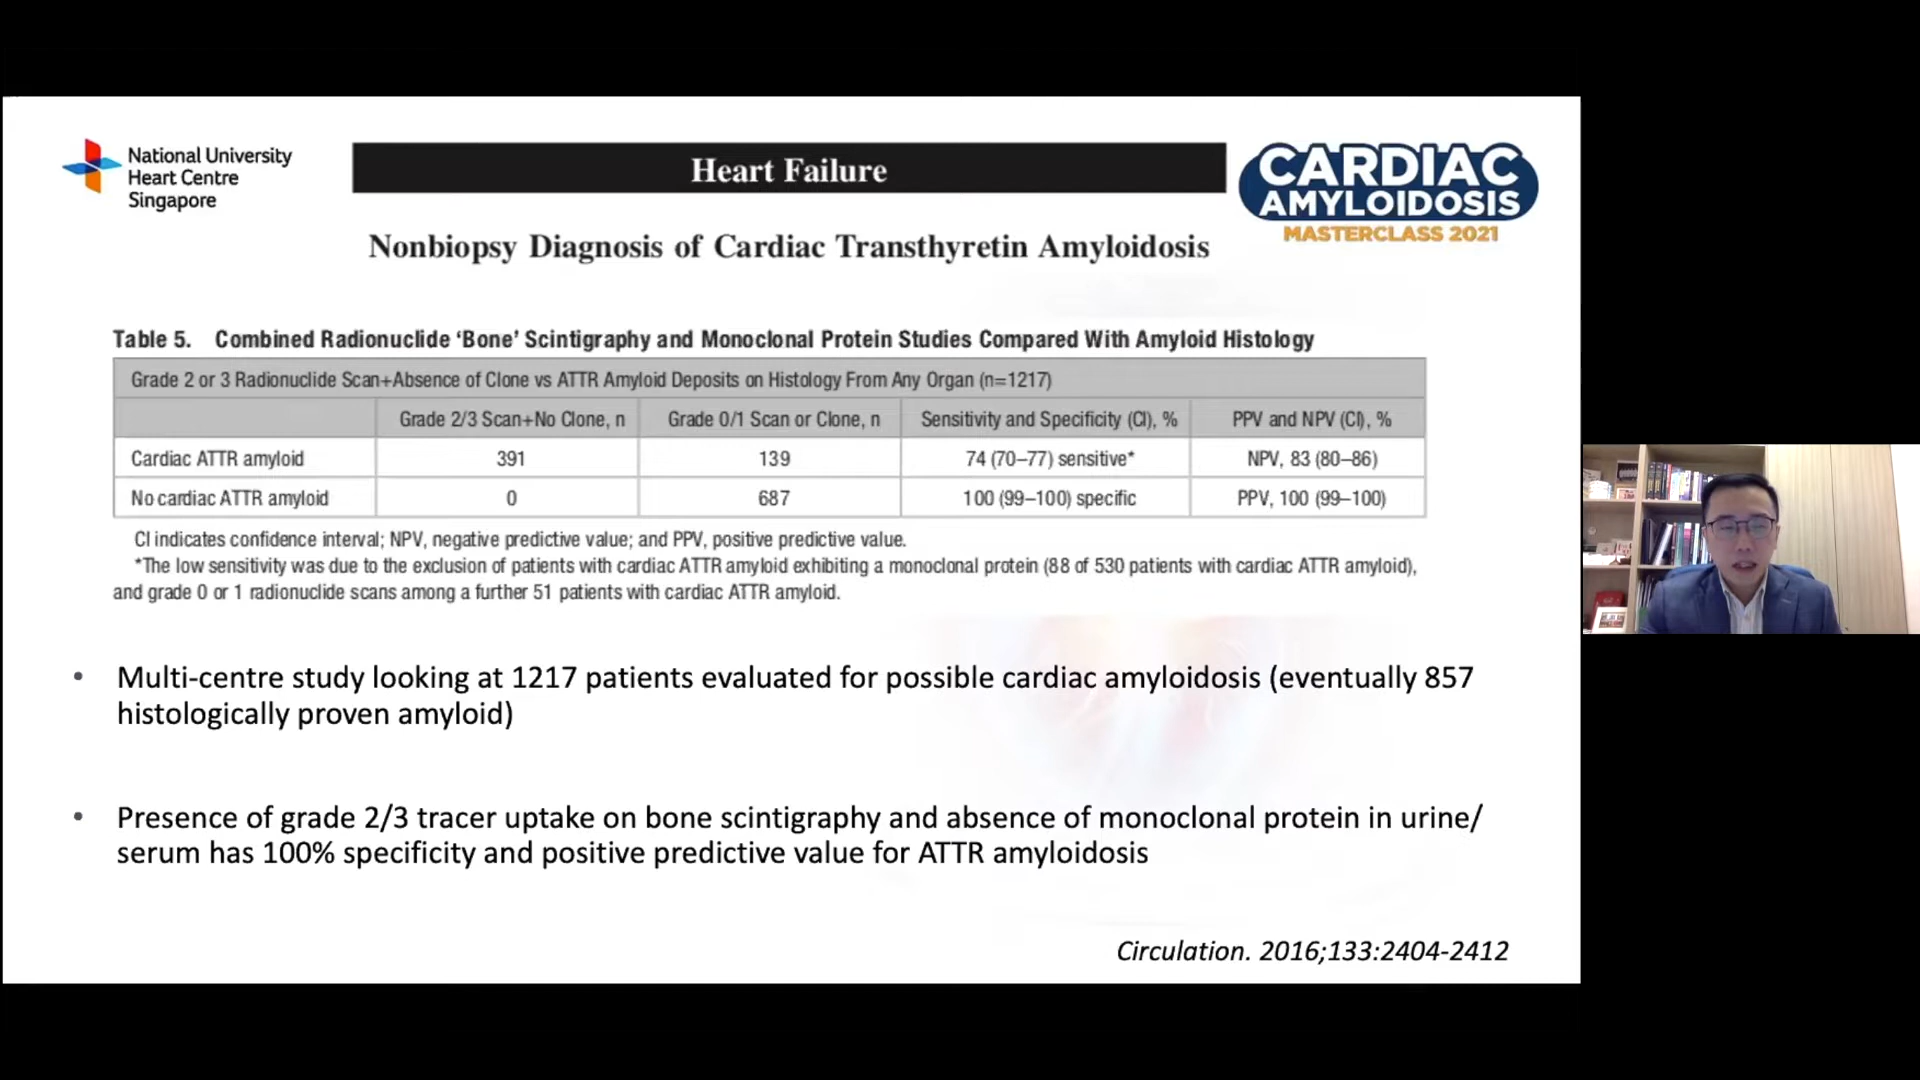 National University
Heart Centre
Singapore
Heart Failure
CARDIAC
AMYLOIDOSIS
MASTERCLASS 2021
Nonbiopsy Diagnosis of Cardiac Transthyretin Amyloidosis
Table 5. Combined Radionuclide ‘Bone’ Scintigraphy and Monoclonal Protein Studies Compared With Amyloid Histology
Grade 2 or 3 Radionuclide Scan+Absence of Clone vs ATTR Amyloid Deposits on Histology From Any Organ (n=1217)
Grade 2/3 Scan+No Clone, n Grade 0/1 Scan or Clone, n Sensitivity and Specificity (CI), % PPV and NPV (CI), %
Cardiac ATTR amyloid 391 139 74 (70–77) sensitive* NPV, 83 (80–86)
No cardiac ATTR amyloid 0 687 100 (99–100) specific PPV, 100 (99–100)
CI indicates confidence interval; NPV, negative predictive value; and PPV, positive predictive value.
*The low sensitivity was due to the exclusion of patients with cardiac ATTR amyloid exhibiting a monoclonal protein (88 of 530 patients with cardiac ATTR amyloid),
and grade 0 or 1 radionuclide scans among a further 51 patients with cardiac ATTR amyloid.
• Multi-centre study looking at 1217 patients evaluated for possible cardiac amyloidosis (eventually 857
histologically proven amyloid)
• Presence of grade 2/3 tracer uptake on bone scintigraphy and absence of monoclonal protein in urine/
serum has 100% specificity and positive predictive value for ATTR amyloidosis
Circulation. 2016;133:2404-2412